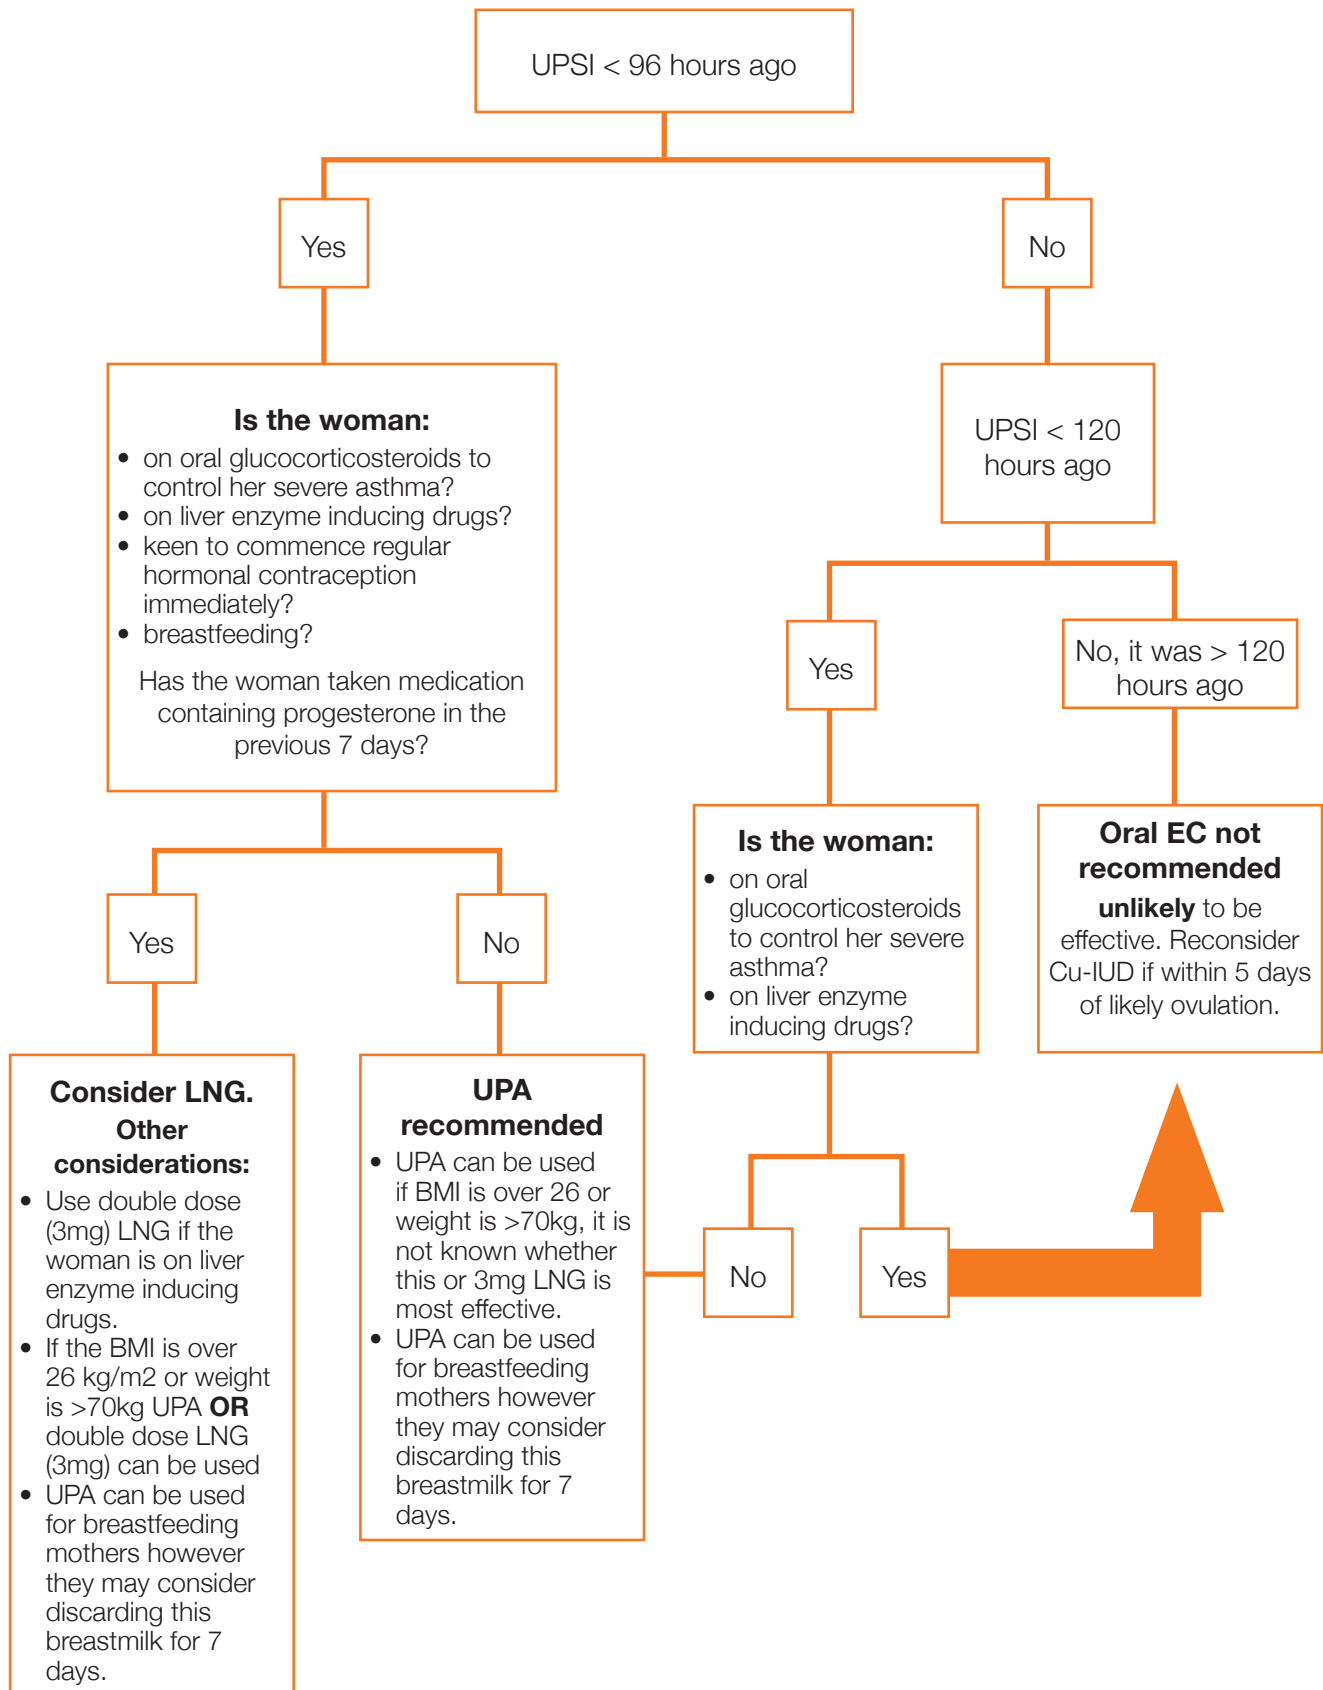 UPSI < 96 hours ago
Yes
No
Is the woman:
• on oral glucocorticosteroids to
control her severe asthma?
• on liver enzyme inducing drugs?
• keen to commence regular
hormonal contraception
immediately?
• breastfeeding?
Has the woman taken medication
containing progesterone in the
previous 7 days?
UPSI < 120
hours ago
Yes
No, it was > 120
hours ago
Is the woman:
• on oral
glucocorticosteroids
to control her severe
asthma?
• on liver enzyme
inducing drugs?
Oral EC not
recommended
unlikely to be
effective. Reconsider
Cu-IUD if within 5 days
of likely ovulation.
Yes
No
Consider LNG.
Other
considerations:
• Use double dose
(3mg) LNG if the
woman is on liver
enzyme inducing
drugs.
• If the BMI is over
26 kg/m2 or weight
is >70kg UPA OR
double dose LNG
(3mg) can be used
• UPA can be used
for breastfeeding
mothers however
they may consider
discarding this
breastmilk for 7
days.
UPA
recommended
• UPA can be used
if BMI is over 26 or
weight is >70kg, it is
not known whether
this or 3mg LNG is
most effective.
• UPA can be used
for breastfeeding
mothers however
they may consider
discarding this
breastmilk for 7
days.
No
Yes